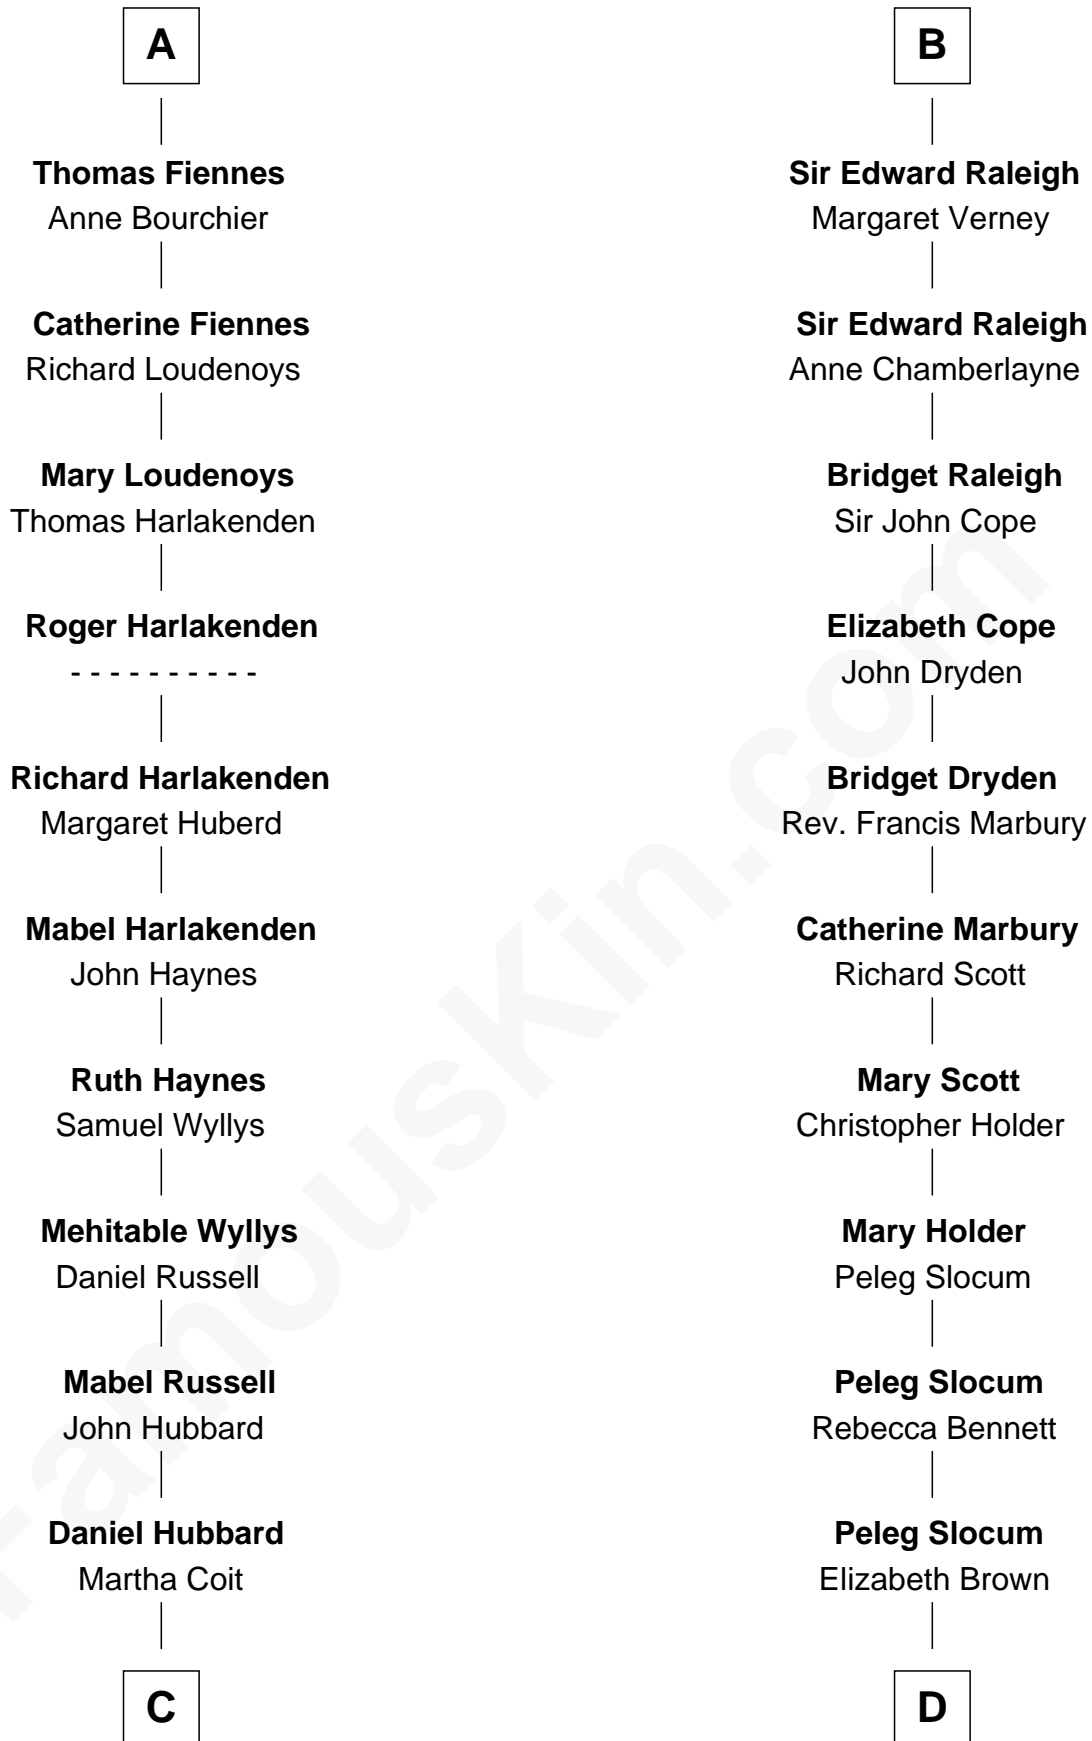 A
Thomas Fiennes
Anne Bourchier
Catherine Fiennes
Richard Loudenoys
Mary Loudenoys
Thomas Harlakenden
Roger Harlakenden
- - - - - - - - - -
Richard Harlakenden
Margaret Huberd
Mabel Harlakenden
John Haynes
Ruth Haynes
Samuel Wyllys
Mehitable Wyllys
Daniel Russell
Mabel Russell
John Hubbard
Daniel Hubbard
Martha Coit
C
B
Sir Edward Raleigh
Margaret Verney
Sir Edward Raleigh
Anne Chamberlayne
Bridget Raleigh
Sir John Cope
Elizabeth Cope
John Dryden
Bridget Dryden
Rev. Francis Marbury
Catherine Marbury
Richard Scott
Mary Scott
Christopher Holder
Mary Holder
Peleg Slocum
Peleg Slocum
Rebecca Bennett
Peleg Slocum
Elizabeth Brown
D
FamousKin.com